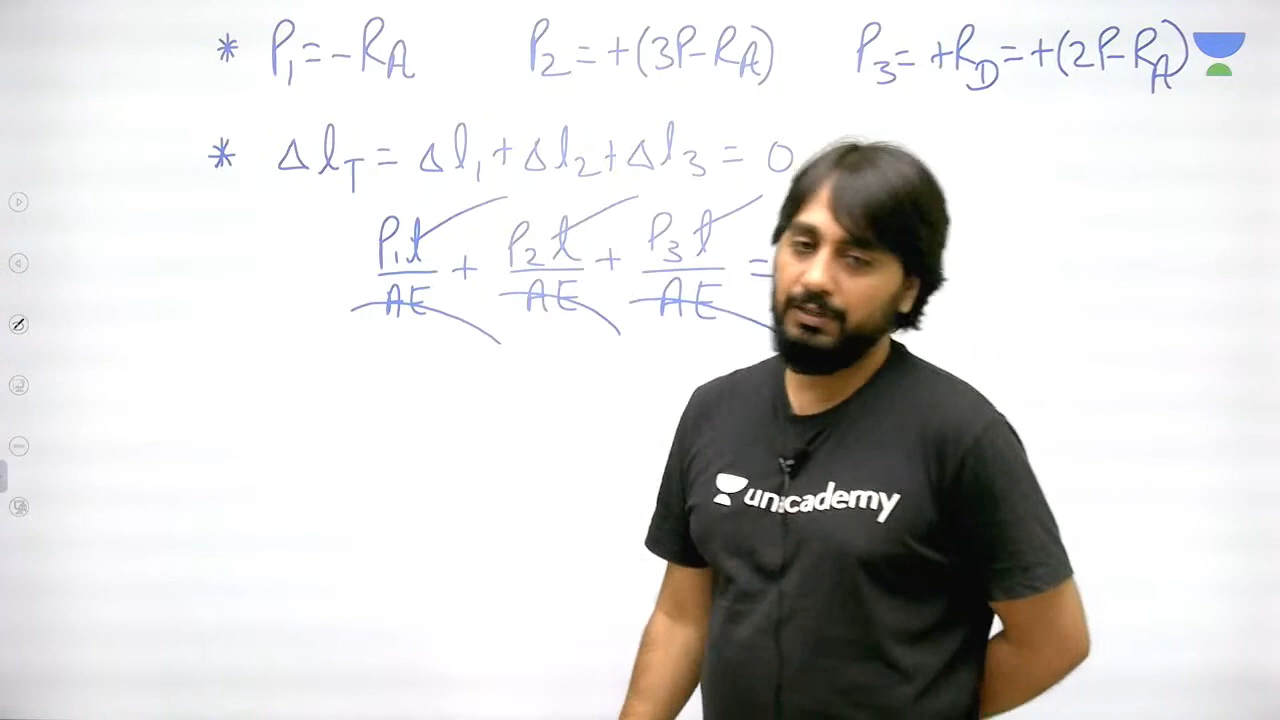 * P₁ = -R_A P₂ = +(3P-R_A) P₃ = +R_D = +(2P-R_A)
* Δl_T = Δl₁ + Δl₂ + Δl₃ = 0
P₁l/AE + P₂l/AE + P₃l/AE =
unacademy